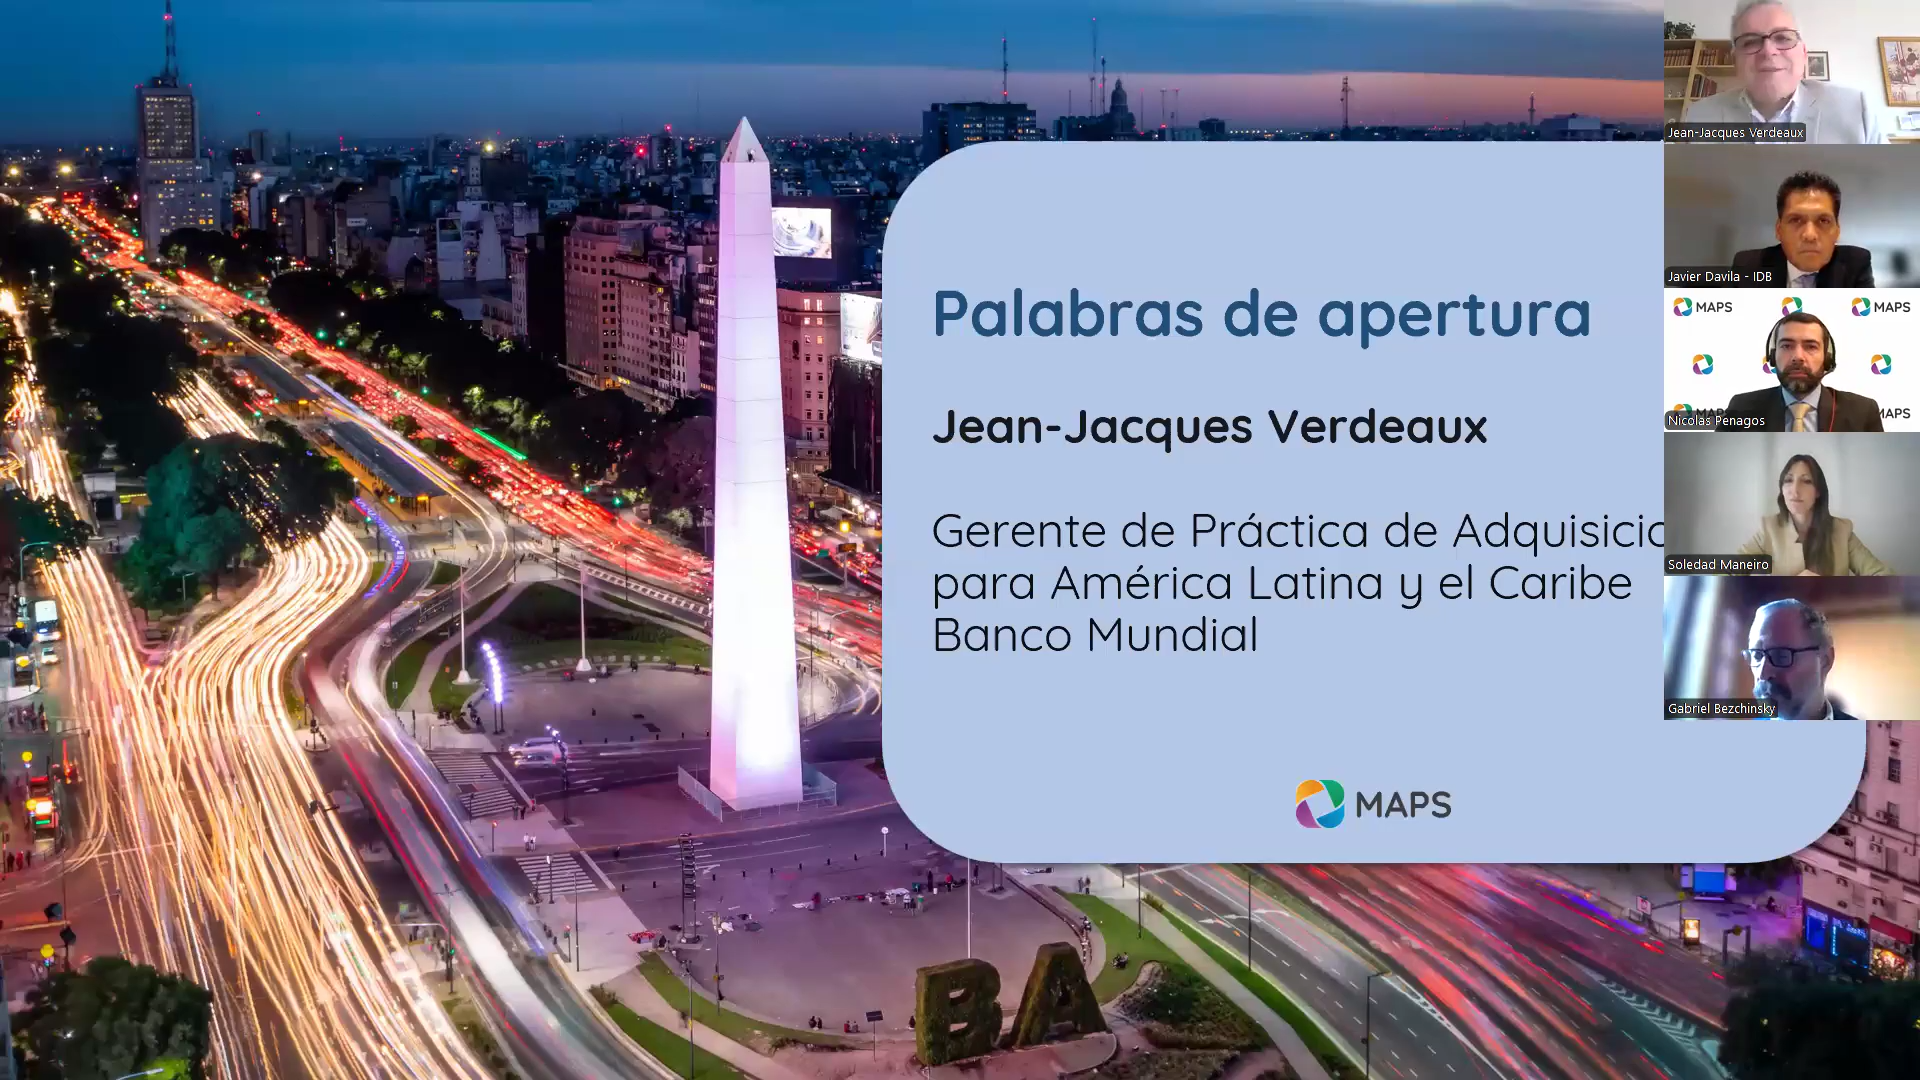 Palabras de apertura
Jean-Jacques Verdeaux
Gerente de Práctica de Adquisicio
para América Latina y el Caribe
Banco Mundial
MAPS
BA
Jean-Jacques Verdeaux
Javier Davila - IDB
MAPS
MAPS
MAPS
Nicolas Penagos
Soledad Maneiro
Gabriel Bezchinsky